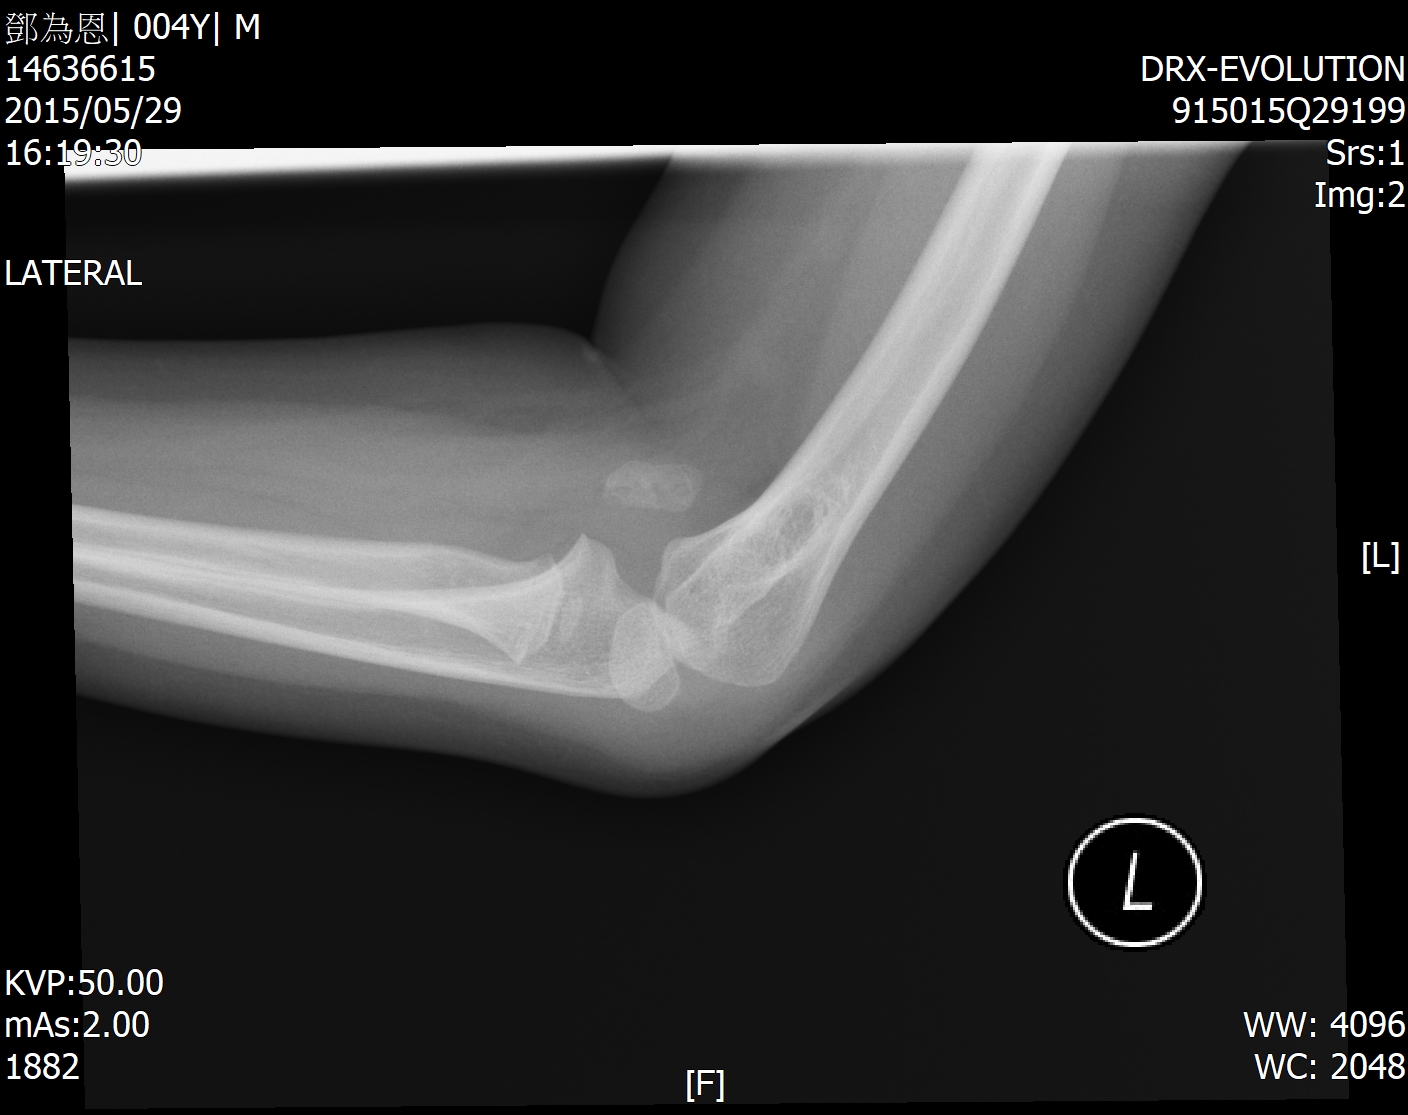 鄧為恩| 004Y| M
14636615
2015/05/29
16:19:30
LATERAL
DRX-EVOLUTION
915015Q29199
Srs:1
Img:2
[L]
L
KVP:50.00
mAs:2.00
1882
[F]
WW: 4096
WC: 2048